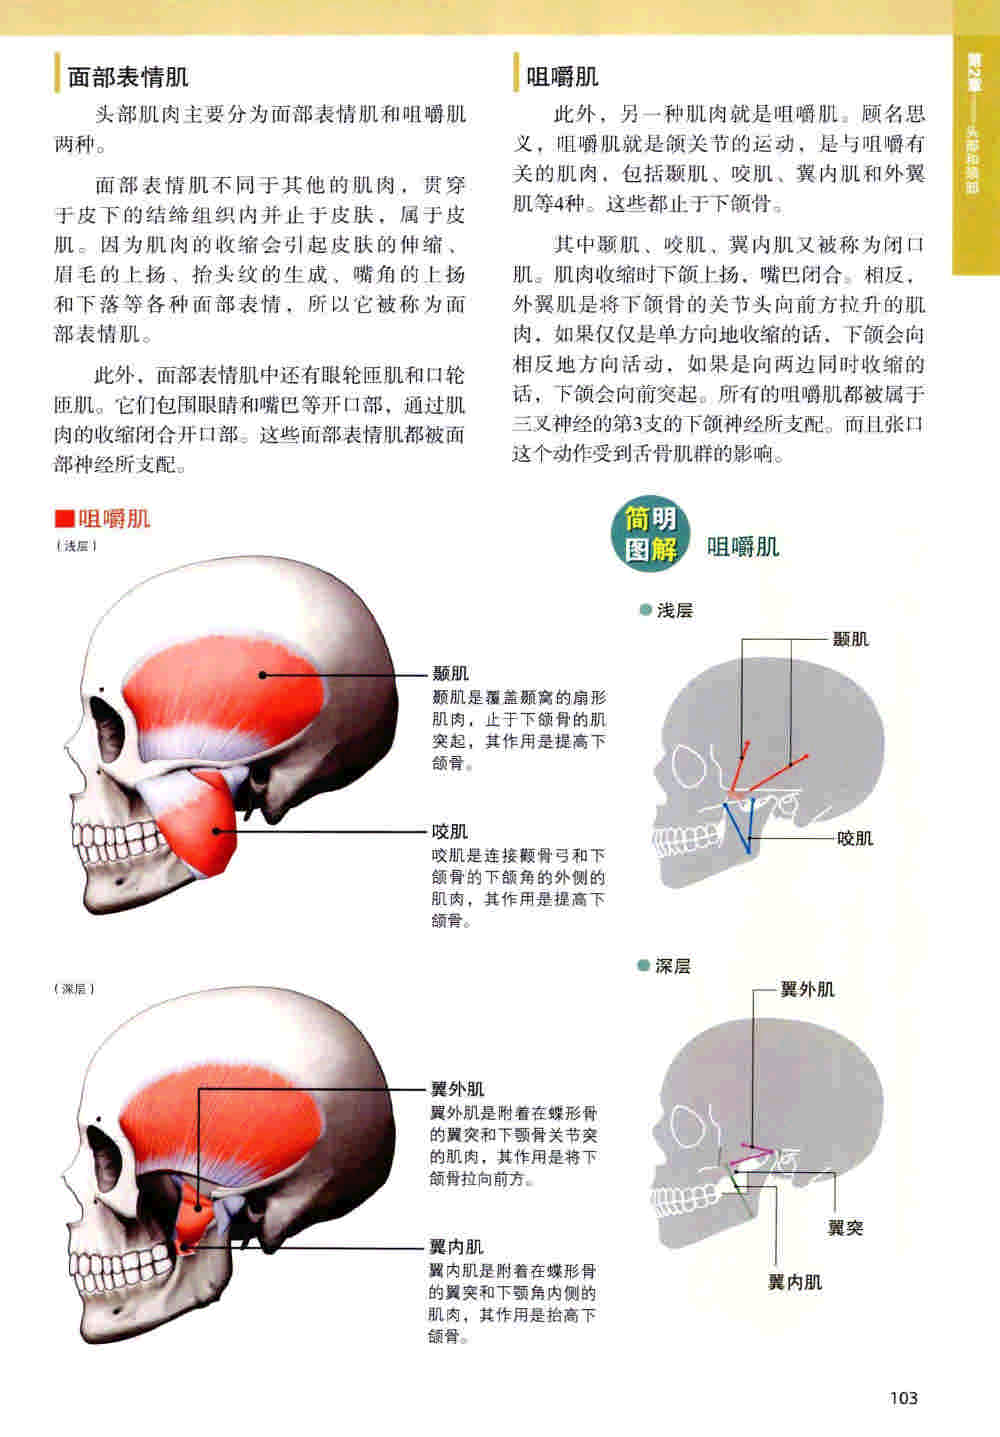 第2章——头部和颈部
面部表情肌
头部肌肉主要分为面部表情肌和咀嚼肌
两种。
面部表情肌不同于其他的肌肉，贯穿
于皮下的结缔组织内并止于皮肤，属于皮
肌。因为肌肉的收缩会引起皮肤的伸缩、
眉毛的上扬、抬头纹的生成、嘴角的上扬
和下落等各种面部表情，所以它被称为面
部表情肌。
此外，面部表情肌中还有眼轮匝肌和口轮
匝肌。它们包围眼睛和嘴巴等开口部，通过肌
肉的收缩闭合开口部。这些面部表情肌都被面
部神经所支配。
咀嚼肌
此外，另一种肌肉就是咀嚼肌。顾名思
义，咀嚼肌就是颌关节的运动，是与咀嚼有
关的肌肉，包括颞肌、咬肌、翼内肌和外翼
肌等4种。这些都止于下颌骨。
其中颞肌、咬肌、翼内肌又被称为闭口
肌。肌肉收缩时下颌上扬，嘴巴闭合。相反，
外翼肌是将下颌骨的关节头向前方拉升的肌
肉，如果仅仅是单方向地收缩的话，下颌会向
相反地方向活动，如果是向两边同时收缩的
话，下颌会向前突起。所有的咀嚼肌都被属于
三叉神经的第3支的下颌神经所支配。而且张口
这个动作受到舌骨肌群的影响。
■咀嚼肌
（浅层）
颞肌
颞肌是覆盖颞窝的扇形
肌肉，止于下颌骨的肌
突起，其作用是提高下
颌骨。
咬肌
咬肌是连接颧骨弓和下
颌骨的下颌角的外侧的
肌肉，其作用是提高下
颌骨。
（深层）
翼外肌
翼外肌是附着在蝶形骨
的翼突和下颚骨关节突
的肌肉，其作用是将下
颌骨拉向前方。
翼内肌
翼内肌是附着在蝶形骨
的翼突和下颚角内侧的
肌肉，其作用是抬高下
颌骨。
简明
图解
咀嚼肌
浅层
颞肌
咬肌
深层
翼外肌
翼突
翼内肌
103